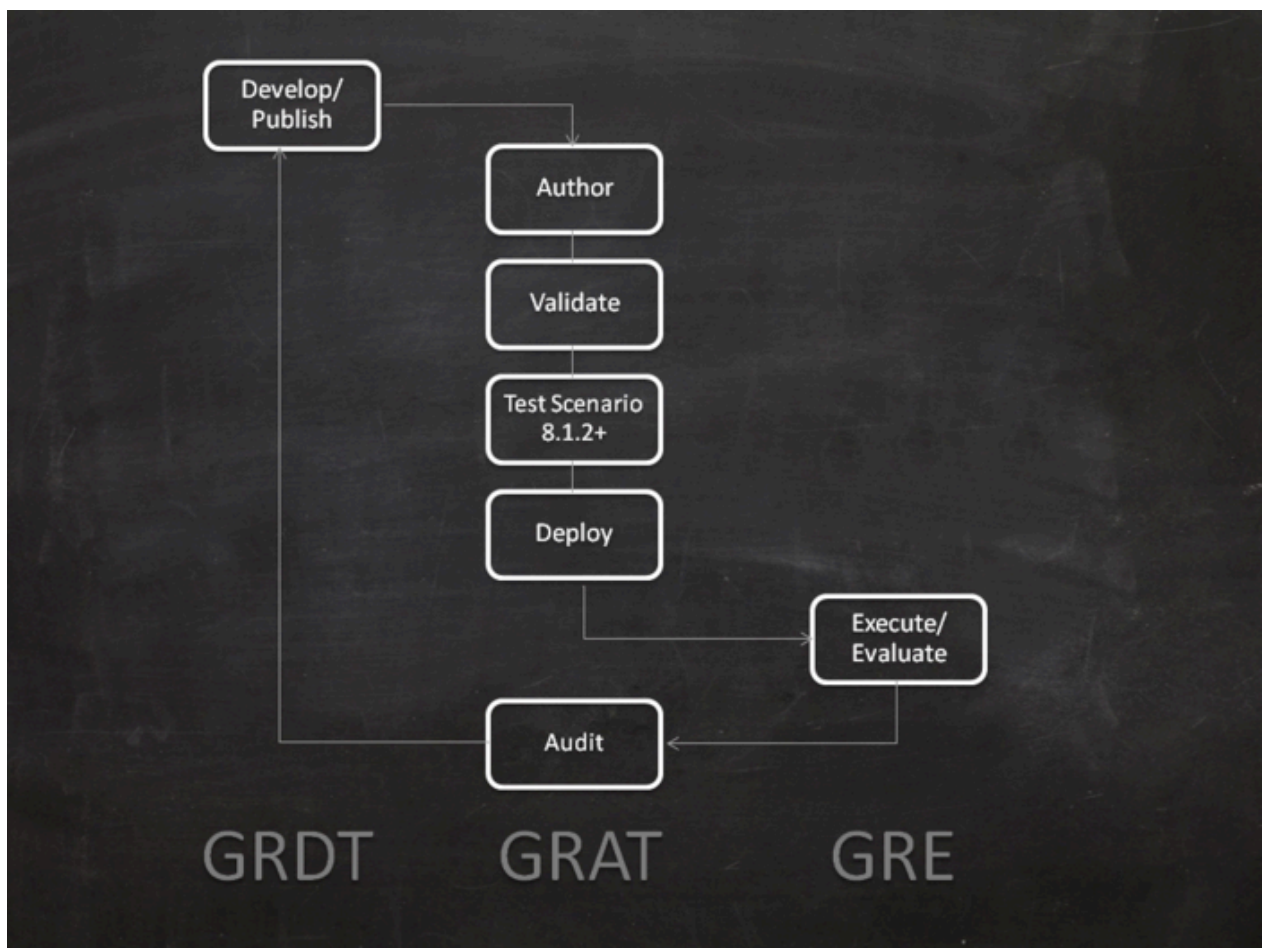 Develop/
Publish
Author
Validate
Test Scenario
8.1.2+
Deploy
Execute/
Evaluate
Audit
GRDT GRAT GRE